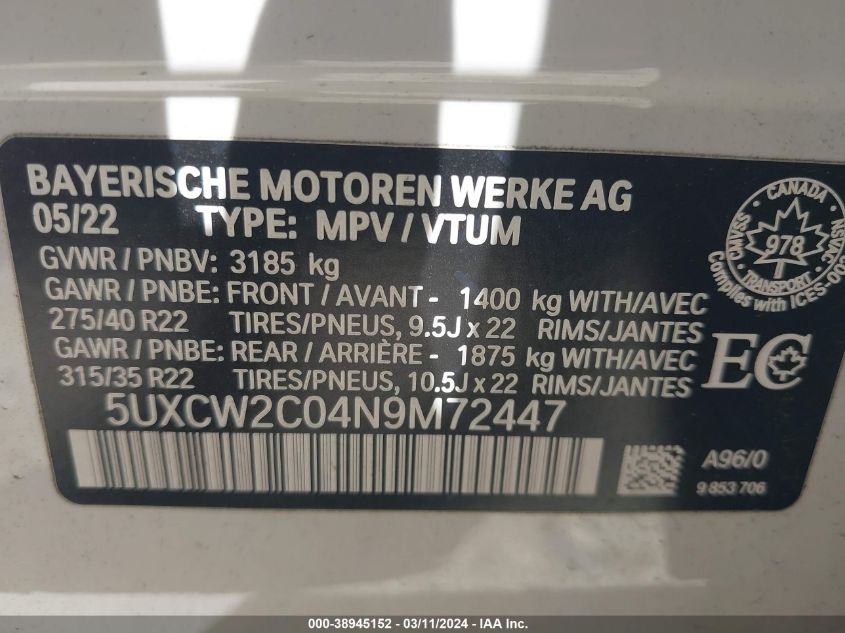 BAYERISCHE MOTOREN WERKE AG
05/22 TYPE: MPV / VTUM
GVWR / PNBV: 3185 kg
GAWR / PNBE: FRONT / AVANT - 1400 kg WITH/AVEC
275/40 R22 TIRES/PNEUS, 9.5J x 22 RIMS/JANTES
GAWR / PNBE: REAR / ARRIÈRE - 1875 kg WITH/AVEC
315/35 R22 TIRES/PNEUS, 10.5J x 22 RIMS/JANTES
5UXCW2C04N9M72447
CANADA
CMVSS NSVAC
978
TRANSPORT
Complies with ICES-002
EC
A96/0
9 853 706
000-38945152 - 03/11/2024 - IAA Inc.